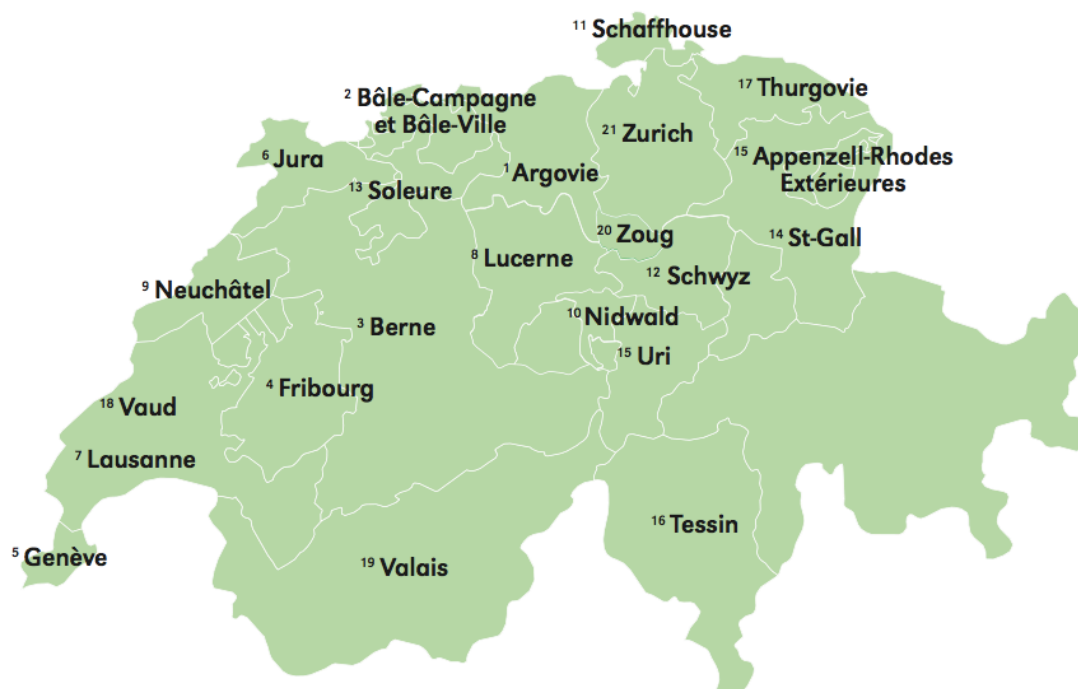 11 Schaffhouse
17 Thurgovie
2 Bâle-Campagne
et Bâle-Ville
21 Zurich
6 Jura
15 Appenzell-Rhodes
Extérieures
1 Argovie
13 Soleure
20 Zoug
14 St-Gall
8 Lucerne
12 Schwyz
9 Neuchâtel
10 Nidwald
3 Berne
15 Uri
4 Fribourg
18 Vaud
7 Lausanne
16 Tessin
5 Genève
19 Valais